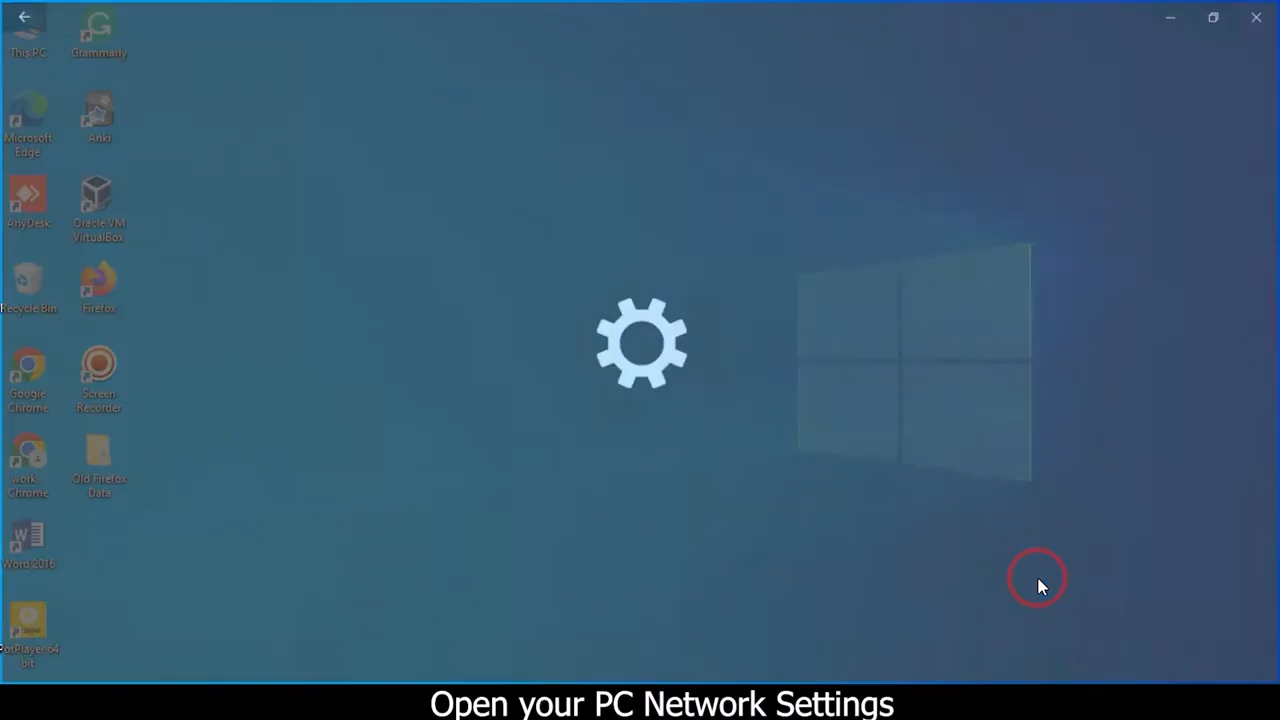 This PC
Grammarly
Microsoft
Edge
Anki
AnyDesk
Oracle VM
VirtualBox
Recycle Bin
Firefox
Google
Chrome
Screen
Recorder
work -
Chrome
Old Firefox
Data
Word 2016
PotPlayer 64
bit
Open your PC Network Settings